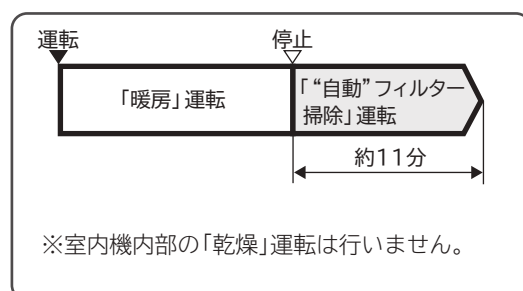 運転 停止
「暖房」運転
「“自動”フィルター
掃除」運転
約11分
※室内機内部の「乾燥」運転は行いません。